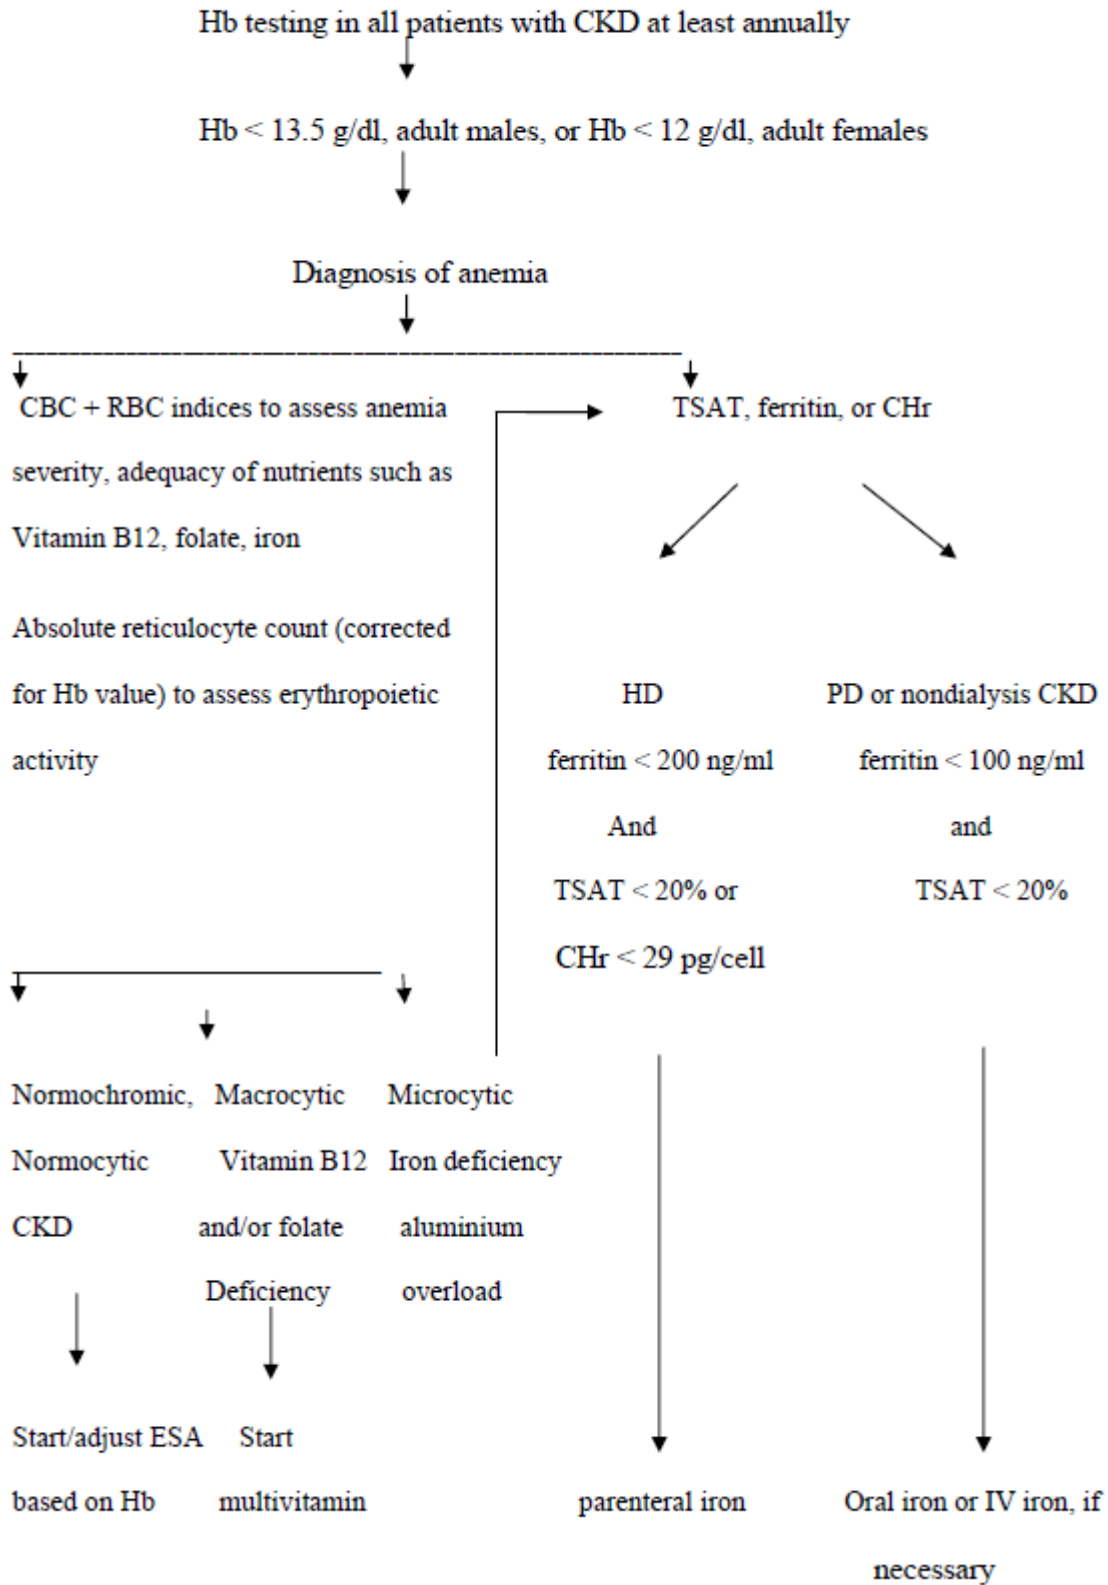 Hb testing in all patients with CKD at least annually
Hb < 13.5 g/dl, adult males, or Hb < 12 g/dl, adult females
Diagnosis of anemia
CBC + RBC indices to assess anemia
severity, adequacy of nutrients such as
Vitamin B12, folate, iron
Absolute reticulocyte count (corrected
for Hb value) to assess erythropoietic
activity
TSAT, ferritin, or CHr
HD
ferritin < 200 ng/ml
And
TSAT < 20% or
CHr < 29 pg/cell
PD or nondialysis CKD
ferritin < 100 ng/ml
and
TSAT < 20%
Normochromic,
Normocytic
CKD
Macrocytic
Vitamin B12
and/or folate
Deficiency
Microcytic
Iron deficiency
aluminium
overload
Start/adjust ESA
based on Hb
Start
multivitamin
parenteral iron
Oral iron or IV iron, if
necessary